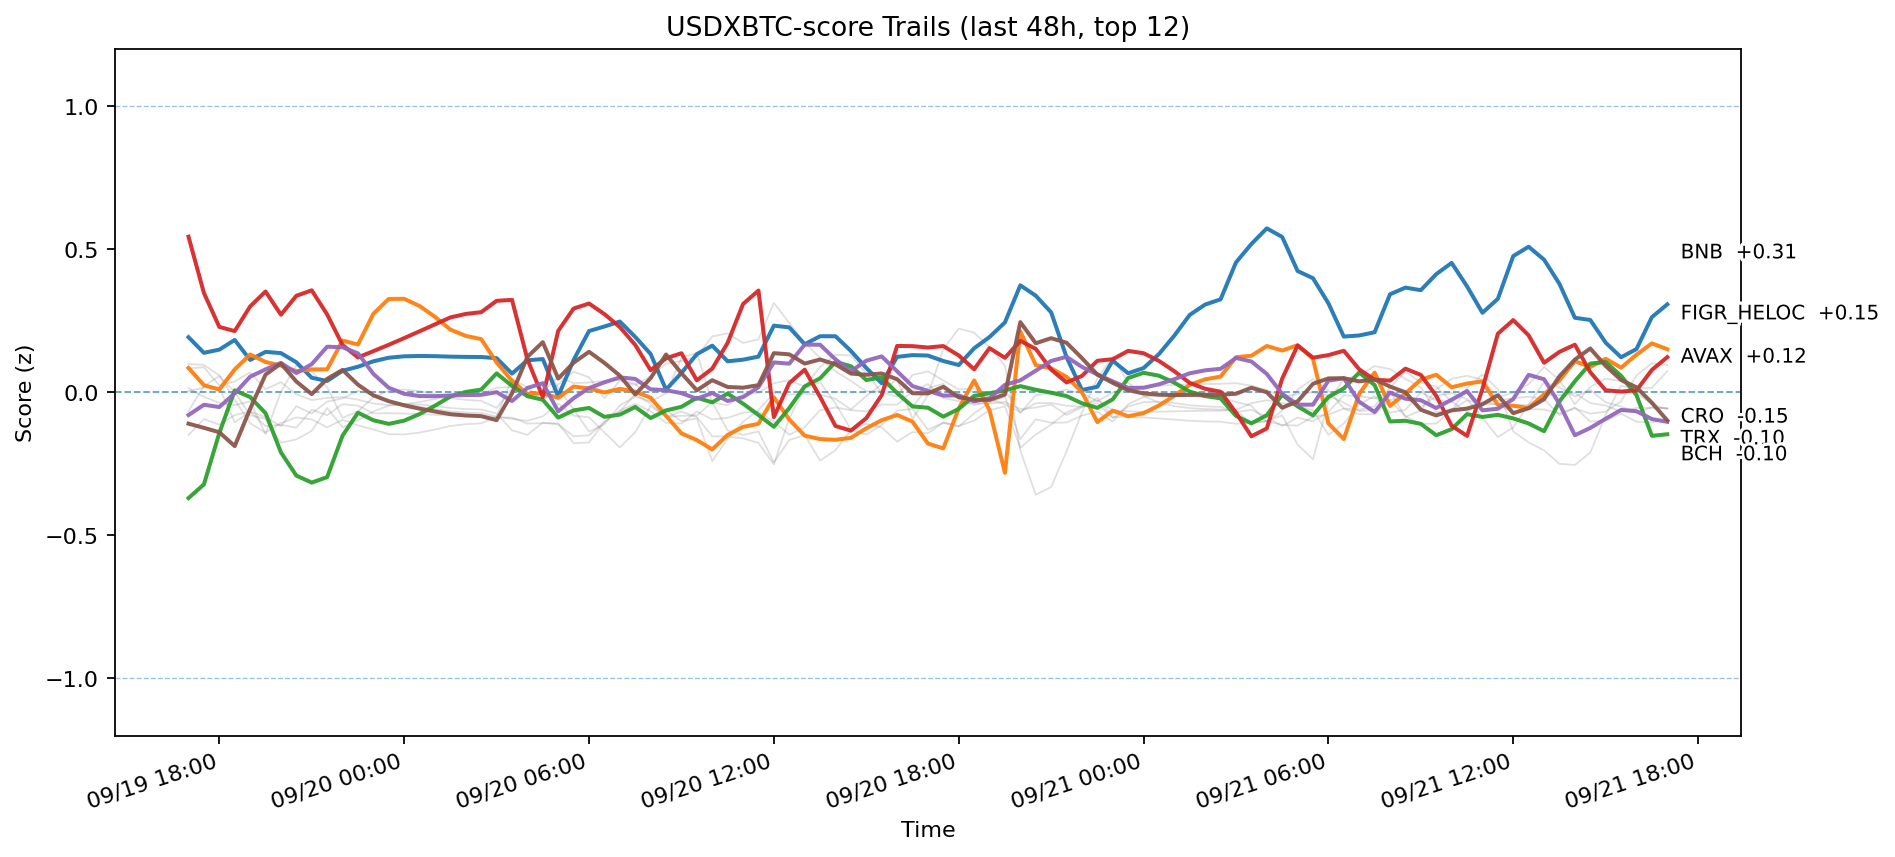 USDXBTC-score Trails (last 48h, top 12)
Score (z)
1.0
0.5
0.0
−0.5
−1.0
BNB +0.31
FIGR_HELOC +0.15
AVAX +0.12
CRO -0.15
TRX -0.10
BCH -0.10
09/19 18:00
09/20 00:00
09/20 06:00
09/20 12:00
09/20 18:00
09/21 00:00
09/21 06:00
09/21 12:00
09/21 18:00
Time